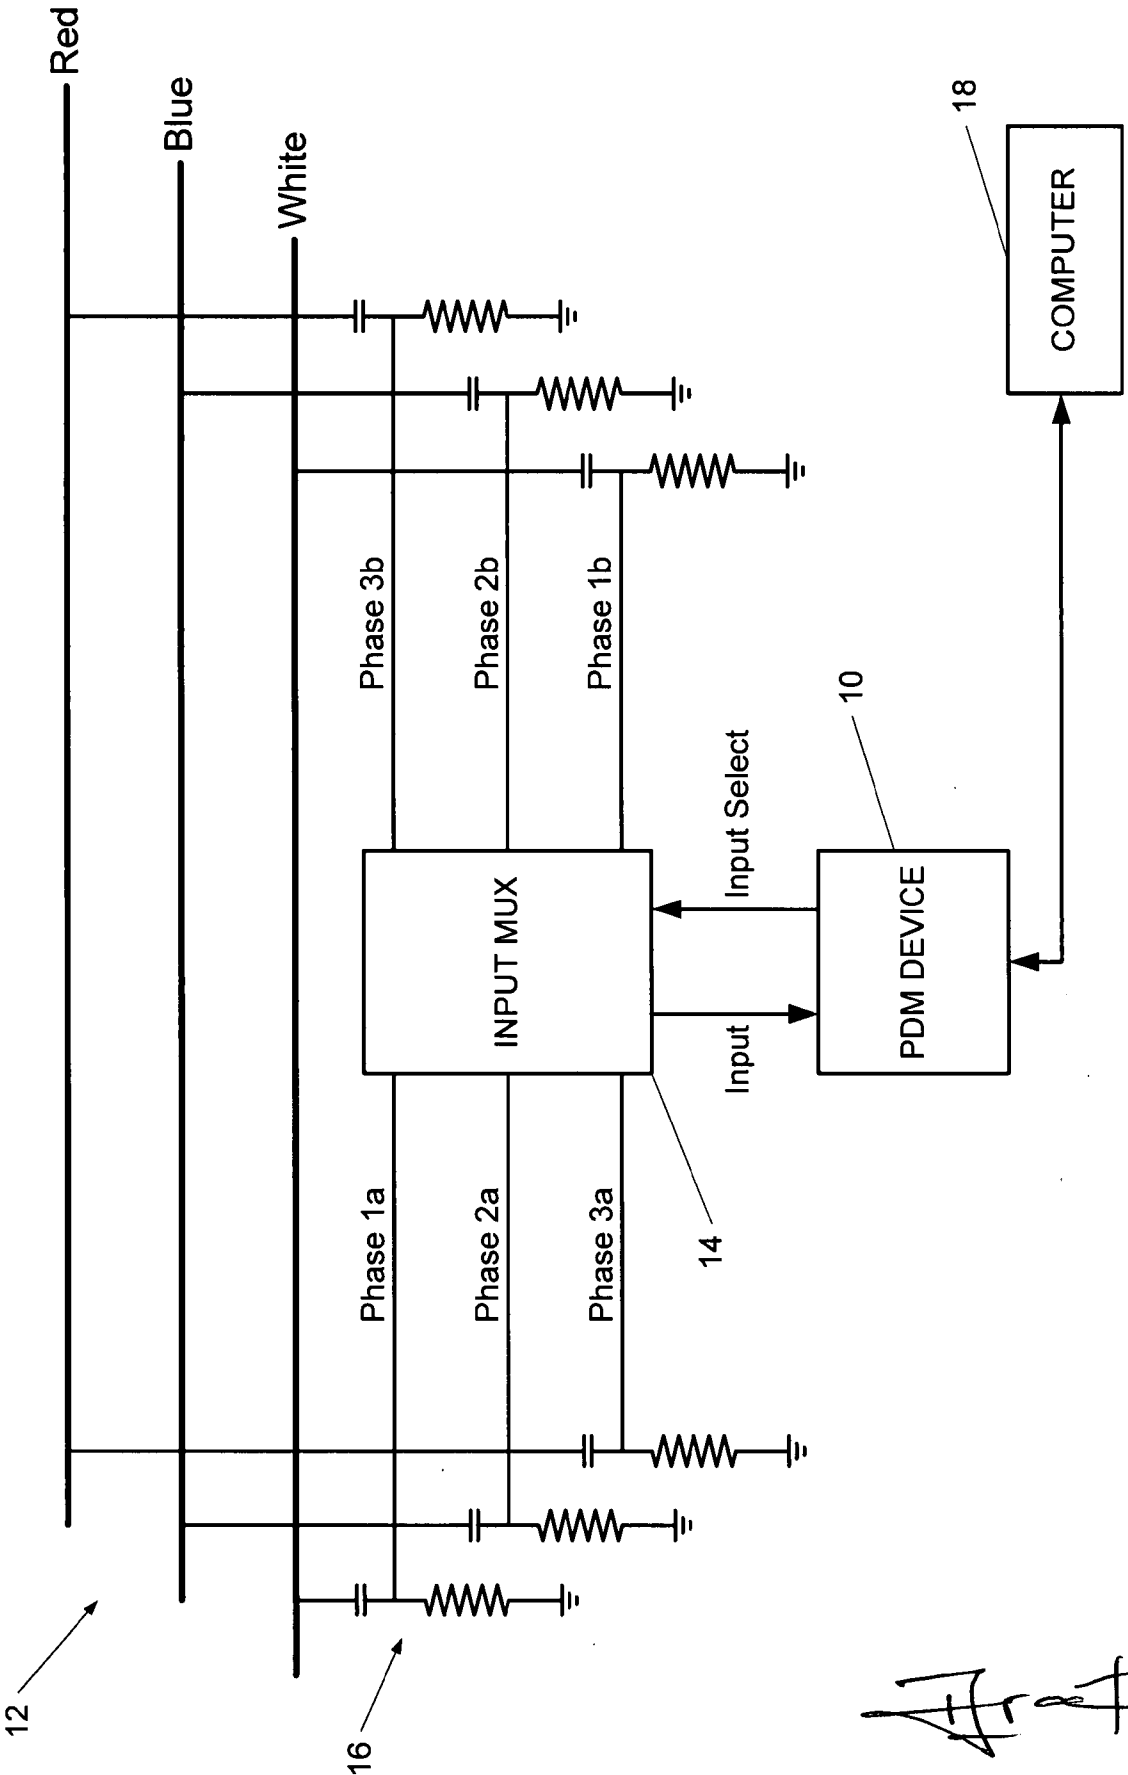 Red
Blue
White
12
16
Phase 1a
Phase 2a
Phase 3a
Phase 3b
Phase 2b
Phase 1b
INPUT MUX
14
Input
Input Select
PDM DEVICE
10
COMPUTER
18